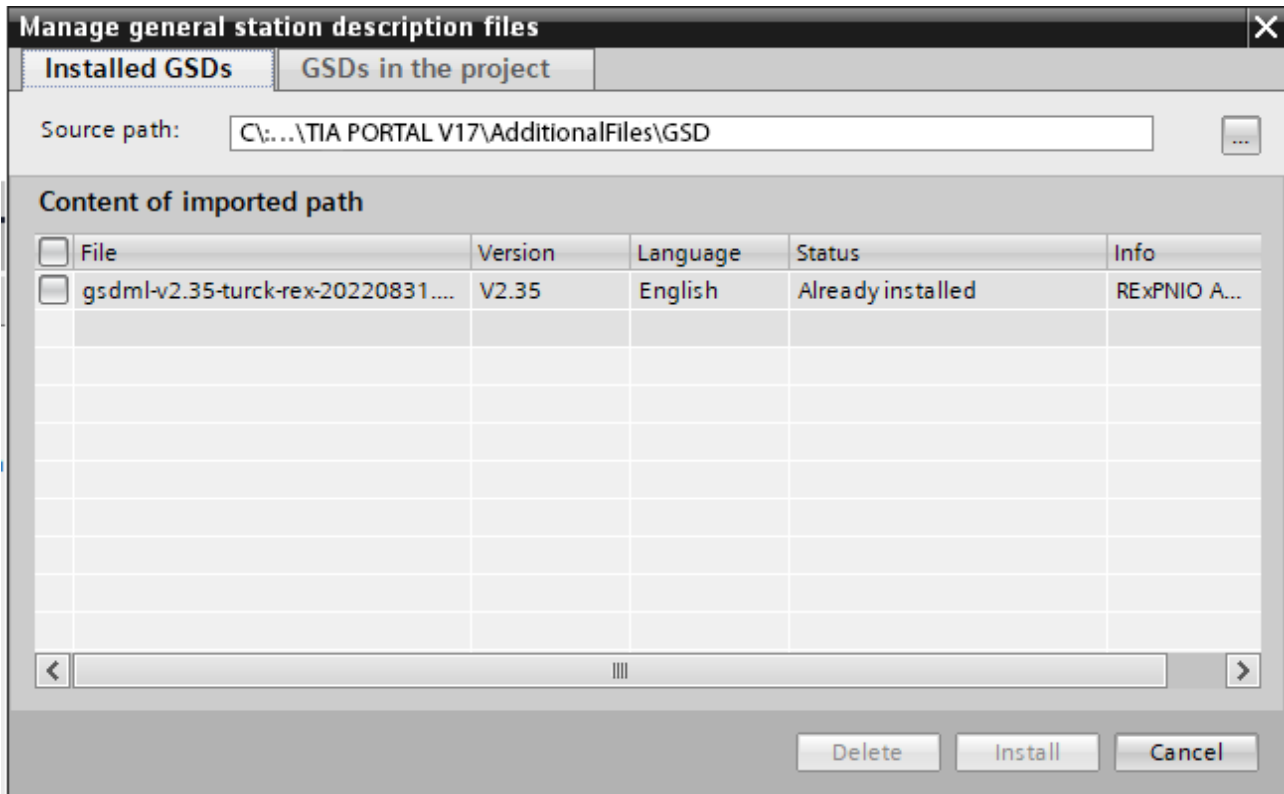 Manage general station description files
Installed GSDs GSDs in the project
Source path: C\:...\TIA PORTAL V17\AdditionalFiles\GSD ...
Content of imported path
File Version Language Status Info
gsdml-v2.35-turck-rex-20220831.... V2.35 English Already installed RExPNIO A...
Delete Install Cancel